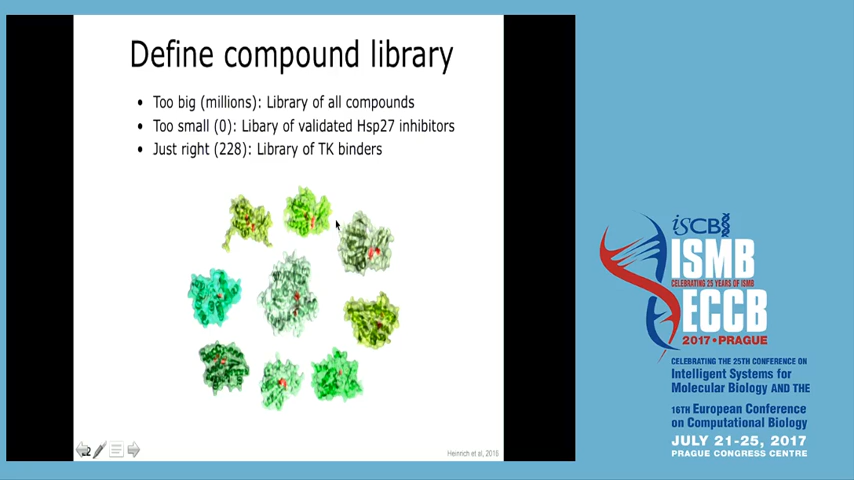 Define compound library
• Too big (millions): Library of all compounds
• Too small (0): Libary of validated Hsp27 inhibitors
• Just right (228): Library of TK binders
Heinrich et al, 2016
iSCB
ISMB
CELEBRATING 25 YEARS OF ISMB
ECCB
2017 • PRAGUE
CELEBRATING THE 25TH CONFERENCE ON
Intelligent Systems for
Molecular Biology AND THE
16TH European Conference
on Computational Biology
JULY 21-25, 2017
PRAGUE CONGRESS CENTRE